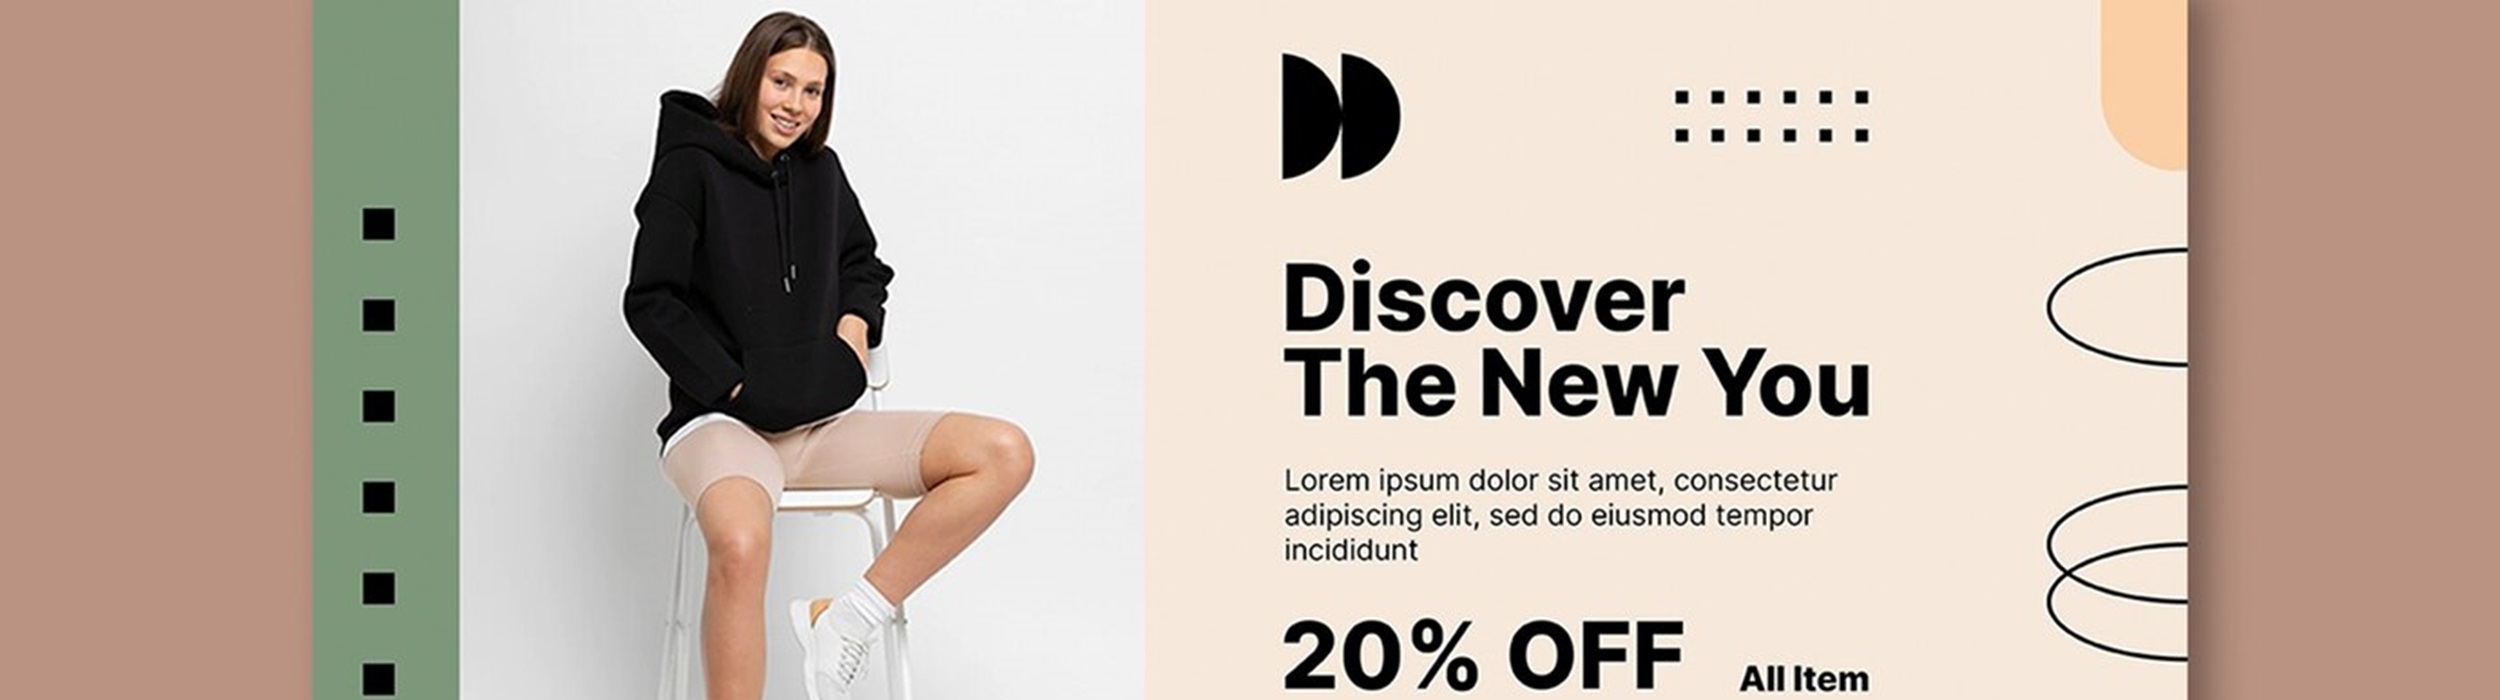 Discover
The New You
Lorem ipsum dolor sit amet, consectetur
adipiscing elit, sed do eiusmod tempor
incididunt
20% OFF
All Item